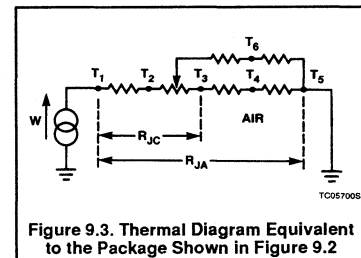 T6
T1 T2 T3 T4 T5
W
AIR
RJC
RJA
TC05700S
Figure 9.3. Thermal Diagram Equivalent
to the Package Shown in Figure 9.2